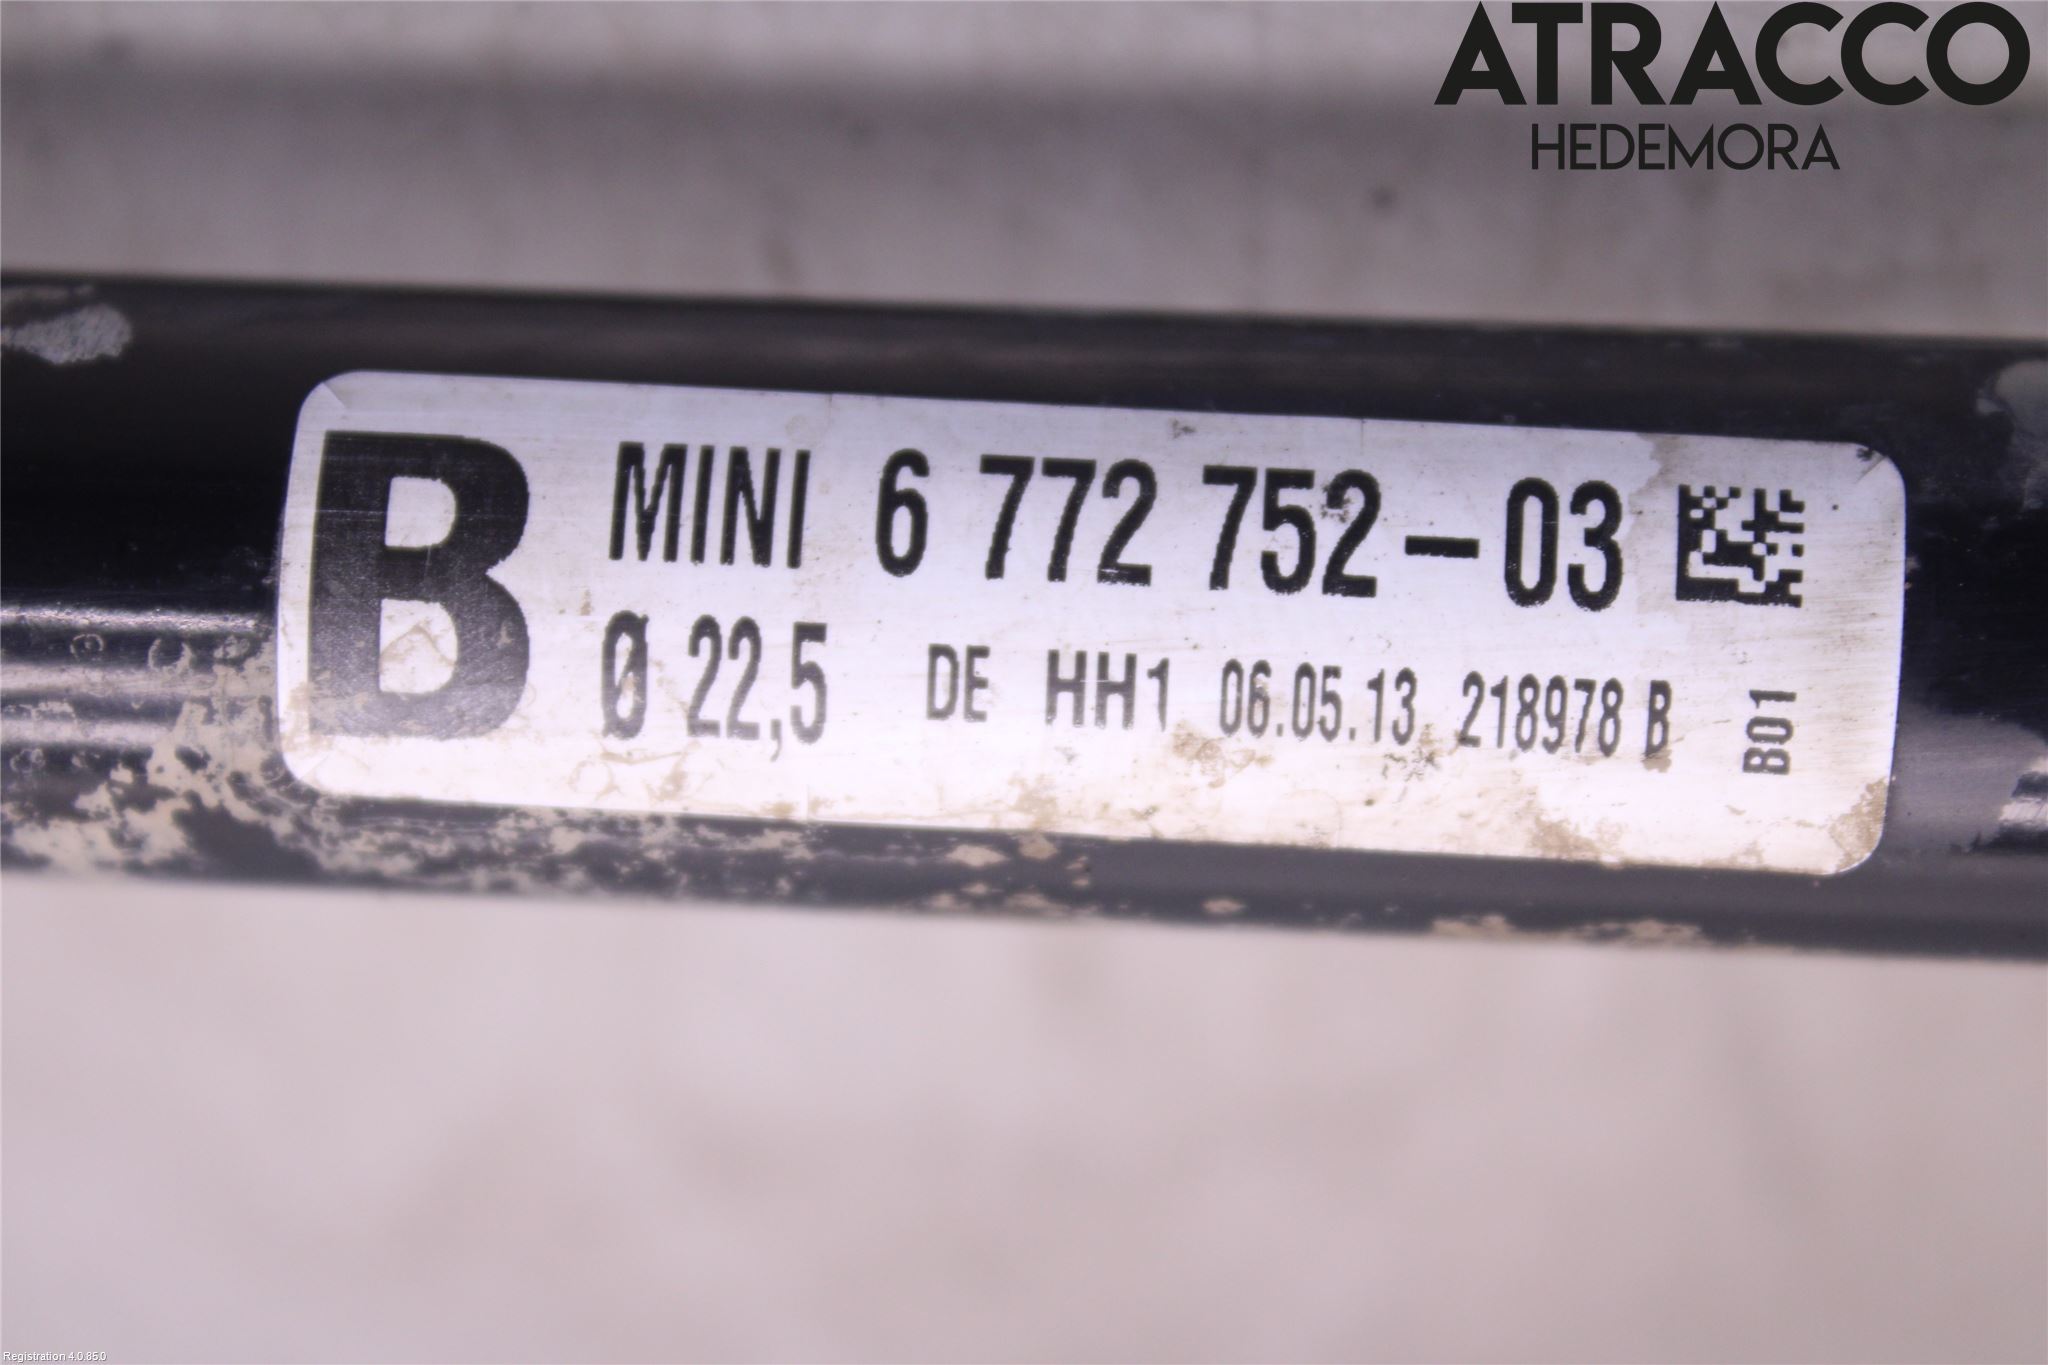 ATRACCO
HEDEMORA
B
MINI 6 772 752-03
Ø 22,5 DE HH1 06.05.13 218978 B
B01
Registration 4.0.85.0